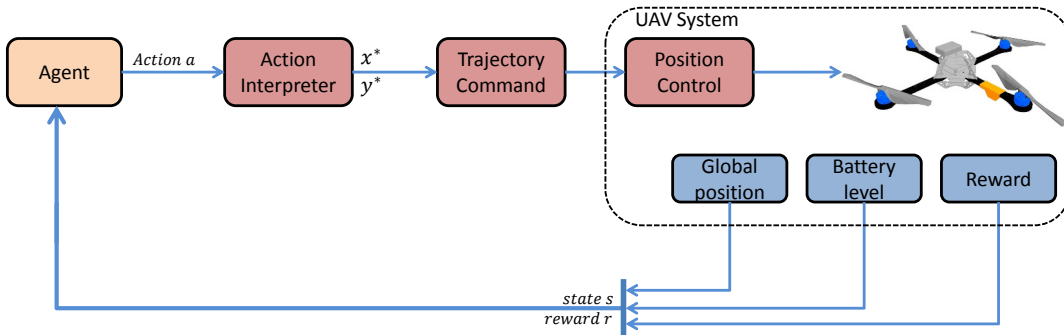 UAV System
Agent
Action a
Action
Interpreter
x*
y*
Trajectory
Command
Position
Control
Global
position
Battery
level
Reward
state s
reward r